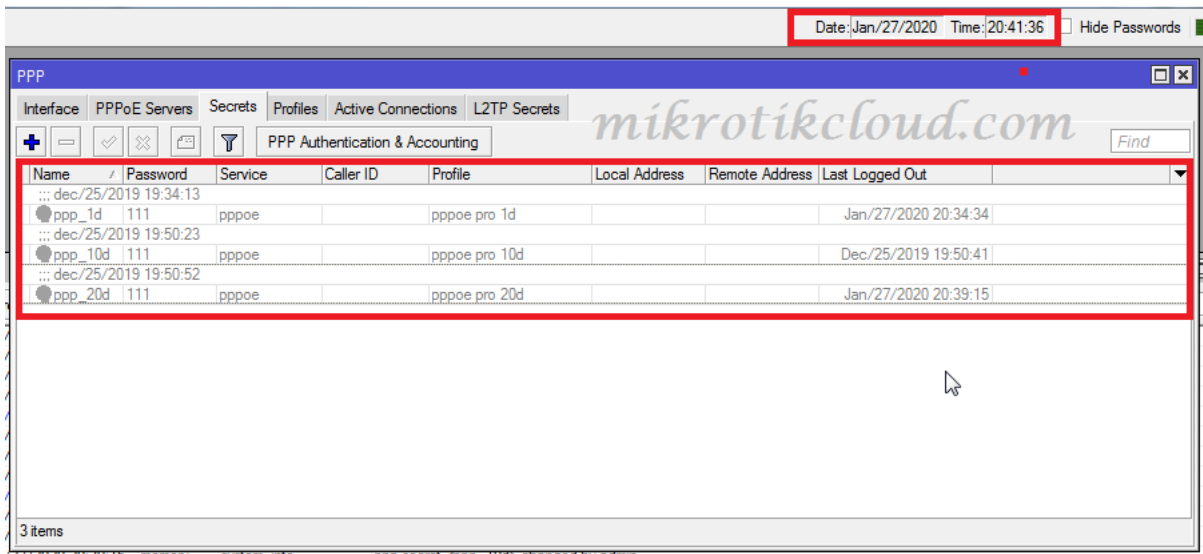 Date: Jan/27/2020 Time: 20:41:36 Hide Passwords
PPP
Interface PPPoE Servers Secrets Profiles Active Connections L2TP Secrets
mikrotikcloud.com
PPP Authentication & Accounting Find
Name Password Service Caller ID Profile Local Address Remote Address Last Logged Out
;;; dec/25/2019 19:34:13
ppp_1d 111 pppoe pppoe pro 1d Jan/27/2020 20:34:34
;;; dec/25/2019 19:50:23
ppp_10d 111 pppoe pppoe pro 10d Dec/25/2019 19:50:41
;;; dec/25/2019 19:50:52
ppp_20d 111 pppoe pppoe pro 20d Jan/27/2020 20:39:15
3 items